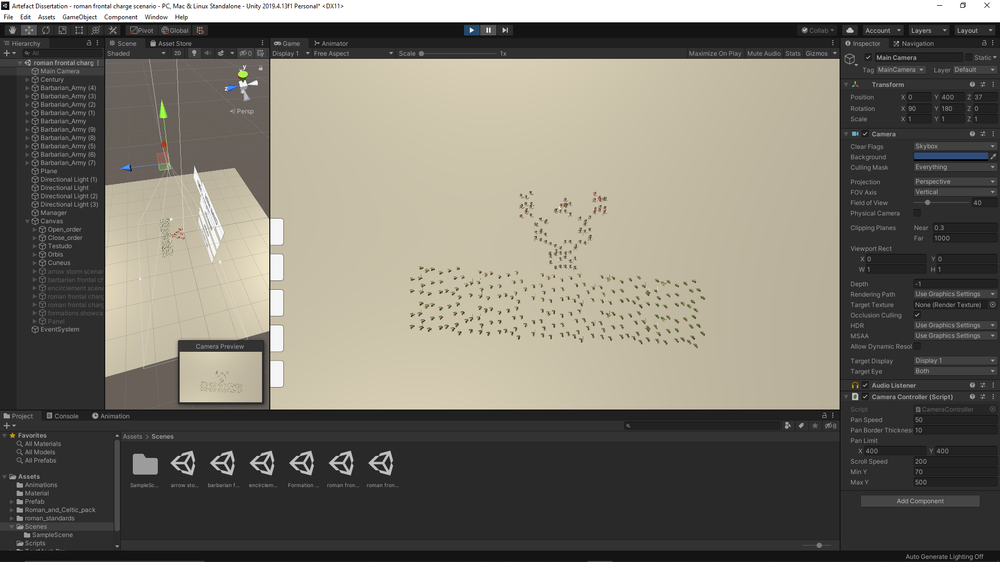 Artefact Dissertation - roman frontal charge scenario - PC, Mac & Linux Standalone - Unity 2019.4.13f1 Personal* <DX11>
File Edit Assets GameObject Component Window Help
Pivot Global Collab Account Layers Layout
Hierarchy
All
roman frontal charg
Main Camera
Century
Barbarian_Army (4)
Barbarian_Army (3)
Barbarian_Army (2)
Barbarian_Army (1)
Barbarian_Army
Barbarian_Army (9)
Barbarian_Army (8)
Barbarian_Army (5)
Barbarian_Army (6)
Barbarian_Army (7)
Plane
Directional Light (1)
Directional Light
Directional Light (2)
Directional Light (3)
Manager
Canvas
Open_order
Close_order
Testudo
Orbis
Cuneus
arrow storm scenar
barbarian frontal ch
encirclement scena
roman frontal charg
roman frontal charg
formations showca
Panel
EventSystem
Scene Asset Store
Shaded 2D 0
y
z
Persp
Camera Preview
Game Animator
Display 1 Free Aspect Scale 1x Maximize On Play Mute Audio Stats Gizmos
Inspector Navigation
Main Camera Static
Tag MainCamera Layer Default
Transform
Position X 0 Y 400 Z 37
Rotation X 90 Y 180 Z 0
Scale X 1 Y 1 Z 1
Camera
Clear Flags Skybox
Background
Culling Mask Everything
Projection Perspective
FOV Axis Vertical
Field of View 40
Physical Camera
Clipping Planes Near 0.3
Far 1000
Viewport Rect
X 0 Y 0
W 1 H 1
Depth -1
Rendering Path Use Graphics Settings
Target Texture None (Render Texture)
Occlusion Culling
HDR Use Graphics Settings
MSAA Use Graphics Settings
Allow Dynamic Resol
Target Display Display 1
Target Eye Both
Audio Listener
Camera Controller (Script)
Script CameraController
Pan Speed 50
Pan Border Thickness 10
Pan Limit
X 400 Y 400
Scroll Speed 200
Min Y 70
Max Y 500
Add Component
Project Console Animation
8
Favorites
All Materials
All Models
All Prefabs
Assets
Animations
Material
Prefab
Roman_and_Celtic_pack
roman_standards
Scenes
SampleScene
Scripts
Assets > Scenes
SampleSc... arrow sto... barbarian f... encirclem... Formation ... roman fron... roman fron...
Auto Generate Lighting Off